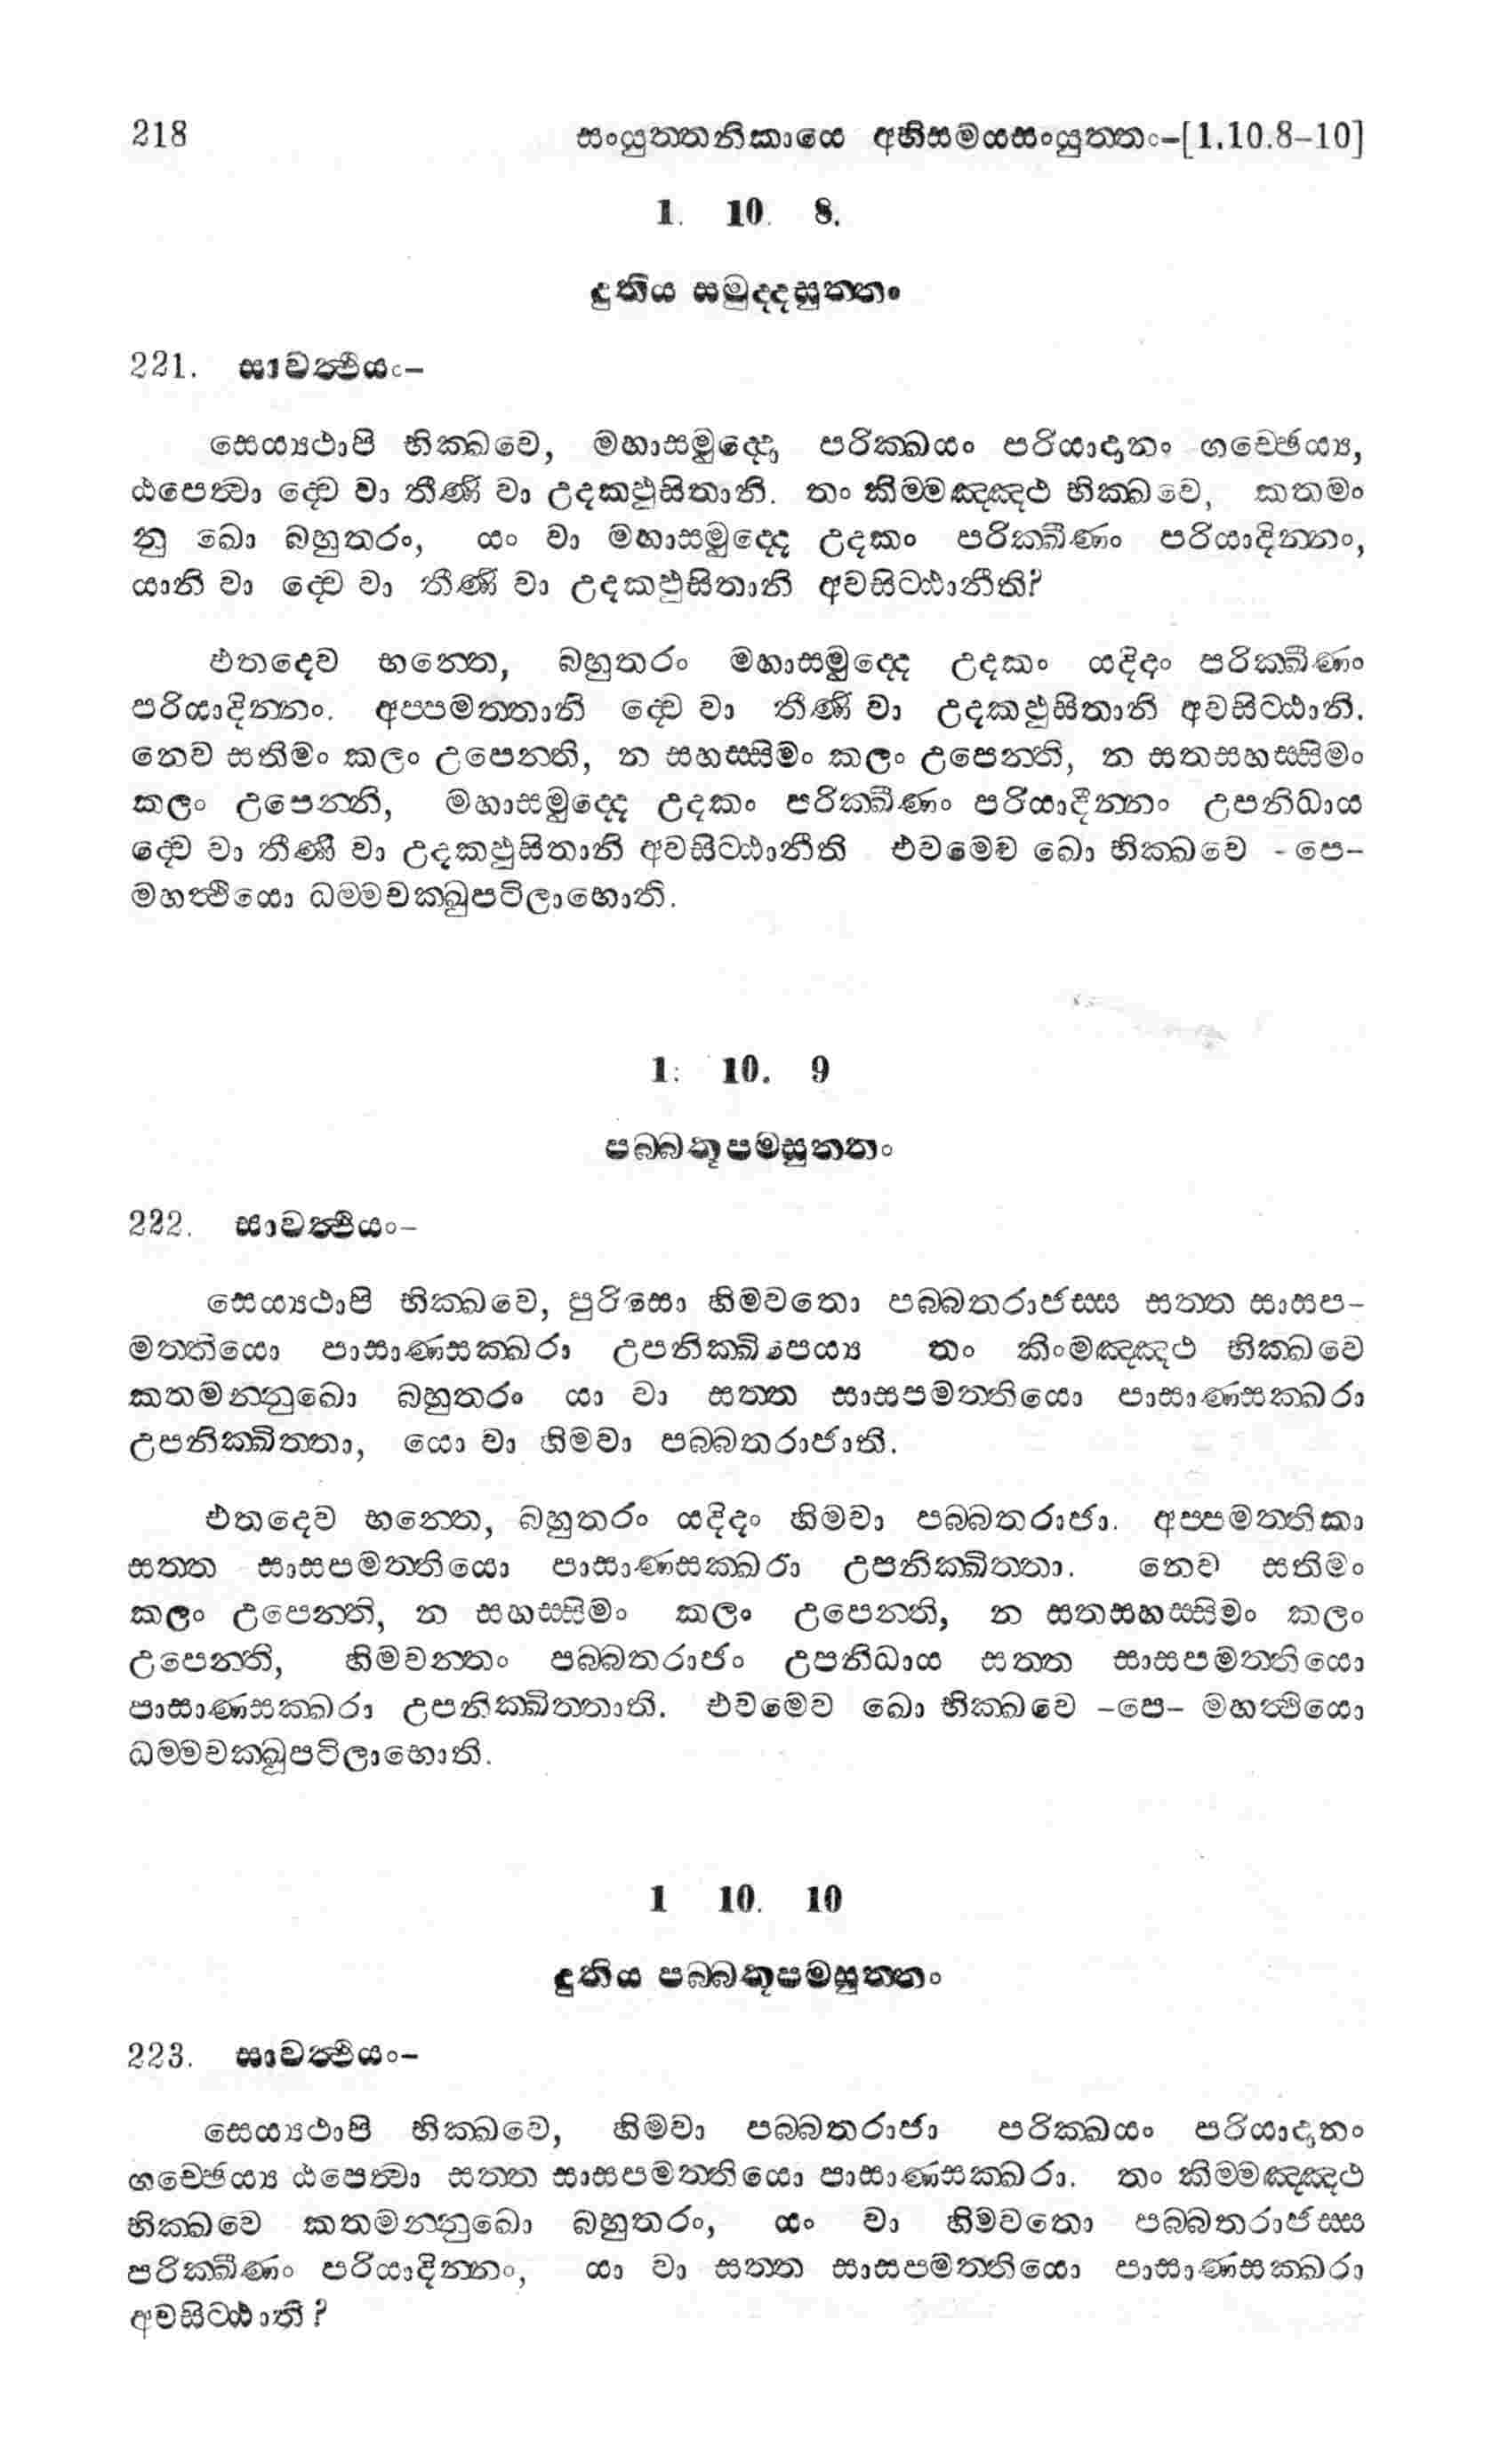 218 සංයුත්තනිකායෙ අභිසමයසංයුත්තං–[1.10.8–10]
1. 10. 8.
දුතිය සමුද්දසුත්තං
221. සාවත්ථියං–
සෙය්‍යථාපි භික්ඛවෙ, මහාසමුද්දො පරික්ඛයං පරියාදානං ගච්ඡෙය්‍ය,
ඨපෙත්වා ද්වෙ වා තීණි වා උදකඵුසිතානි. තං කිම්මඤ්ඤථ භික්ඛවෙ, කතමං
නු ඛො බහුතරං, යං වා මහාසමුද්දෙ උදකං පරික්ඛීණං පරියාදින්නං,
යානි වා ද්වෙ වා තීණි වා උදකඵුසිතානි අවසිට්ඨානීති?
එතදෙව භන්තෙ, බහුතරං මහාසමුද්දෙ උදකං යදිදං පරික්ඛීණං
පරියාදින්නං. අප්පමත්තානි ද්වෙ වා තීණි වා උදකඵුසිතානි අවසිට්ඨානි.
නෙව සතිමං කලං උපෙන්ති, න සහස්සිමං කලං උපෙන්ති, න සතසහස්සිමං
කලං උපෙන්ති, මහාසමුද්දෙ උදකං පරික්ඛීණං පරියාදින්නං උපනිධාය
ද්වෙ වා තීණි වා උදකඵුසිතානි අවසිට්ඨානීති එවමෙව ඛො භික්ඛවෙ -පෙ–
මහත්ථියො ධම්මචක්ඛුපටිලාභොති.
1: 10. 9
පබ්බතූපමසුත්තං
222. සාවත්ථියං–
සෙය්‍යථාපි භික්ඛවෙ, පුරිසො හිමවතො පබ්බතරාජස්ස සත්ත සාසප–
මත්තියො පාසාණසක්ඛරා උපනික්ඛිපෙය්‍ය තං කිංමඤ්ඤථ භික්ඛවෙ
කතමන්නුඛො බහුතරං යා වා සත්ත සාසපමත්තියො පාසාණසක්ඛරා
උපනික්ඛිත්තා, යො වා හිමවා පබ්බතරාජාති.
එතදෙව භන්තෙ, බහුතරං යදිදං හිමවා පබ්බතරාජා. අප්පමත්තිකා
සත්ත සාසපමත්තියො පාසාණසක්ඛරා උපනික්ඛිත්තා. නෙව සතිමං
කලං උපෙන්ති, න සහස්සිමං කලං උපෙන්ති, න සතසහස්සිමං කලං
උපෙන්ති, හිමවන්තං පබ්බතරාජං උපනිධාය සත්ත සාසපමත්තියො
පාසාණසක්ඛරා උපනික්ඛිත්තාති. එවමෙව ඛො භික්ඛවෙ –පෙ– මහත්ථියො
ධම්මචක්ඛුපටිලාභොති.
1 10. 10
දුතිය පබ්බතූපමසුත්තං
223. සාවත්ථියං–
සෙය්‍යථාපි භික්ඛවෙ, හිමවා පබ්බතරාජා පරික්ඛයං පරියාදානං
ගච්ඡෙය්‍ය ඨපෙත්වා සත්ත සාසපමත්තියො පාසාණසක්ඛරා. තං කිම්මඤ්ඤථ
භික්ඛවෙ කතමන්නුඛො බහුතරං, යං වා හිමවතො පබ්බතරාජස්ස
පරික්ඛීණං පරියාදින්නං, යා වා සත්ත සාසපමත්තියො පාසාණසක්ඛරා
අවසිට්ඨාති?